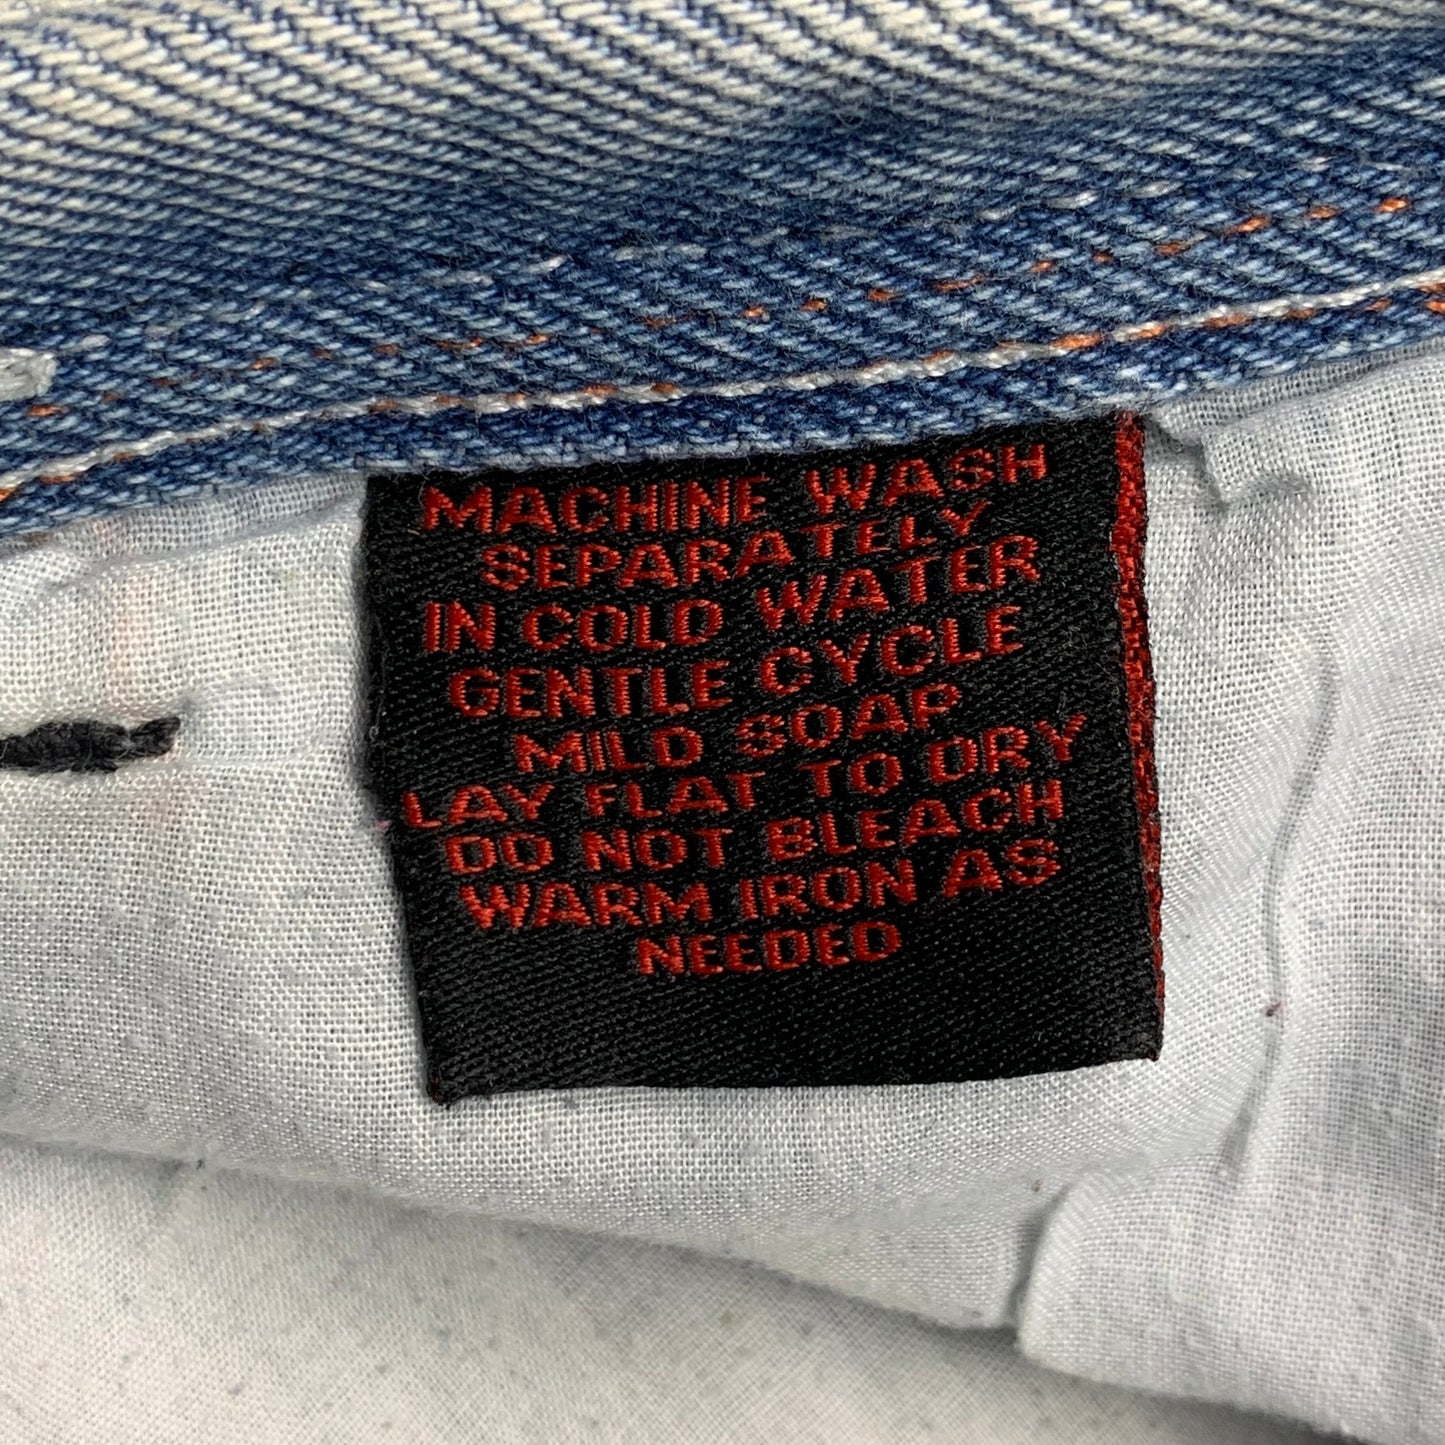 MACHINE WASH
SEPARATELY
IN COLD WATER
GENTLE CYCLE
MILD SOAP
LAY FLAT TO DRY
DO NOT BLEACH
WARM IRON AS
NEEDED